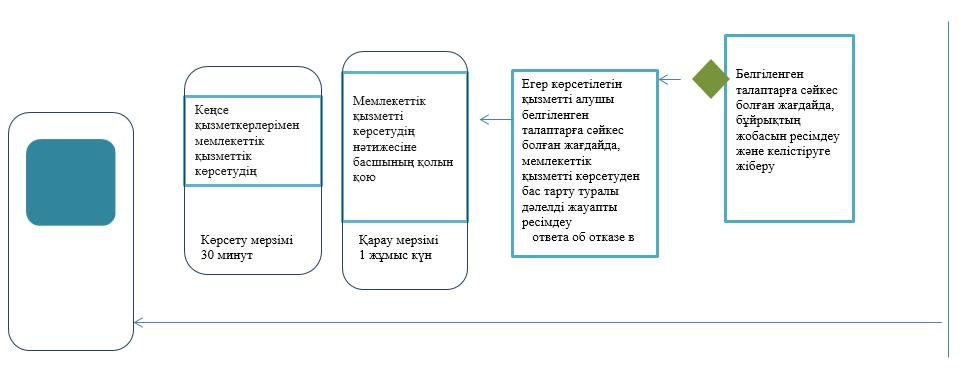 Кеңсе
қызметкерлерімен
мемлекеттік
қызметтік
көрсетудің
Көрсету мерзімі
30 минут
Мемлекеттік
қызметті
көрсетудің
нәтижесіне
басшының қолын
қою
Қарау мерзімі
1 жұмыс күн
Егер көрсетілетін
қызметті алушы
белгіленген
талаптарға сәйкес
болған жағдайда,
мемлекеттік
қызметті көрсетуден
бас тарту туралы
дәлелді жауапты
ресімдеу
ответа об отказе в
Белгіленген
талаптарға сәйкес
болған жағдайда,
бұйрықтың
жобасын ресімдеу
және келістіруге
жіберу